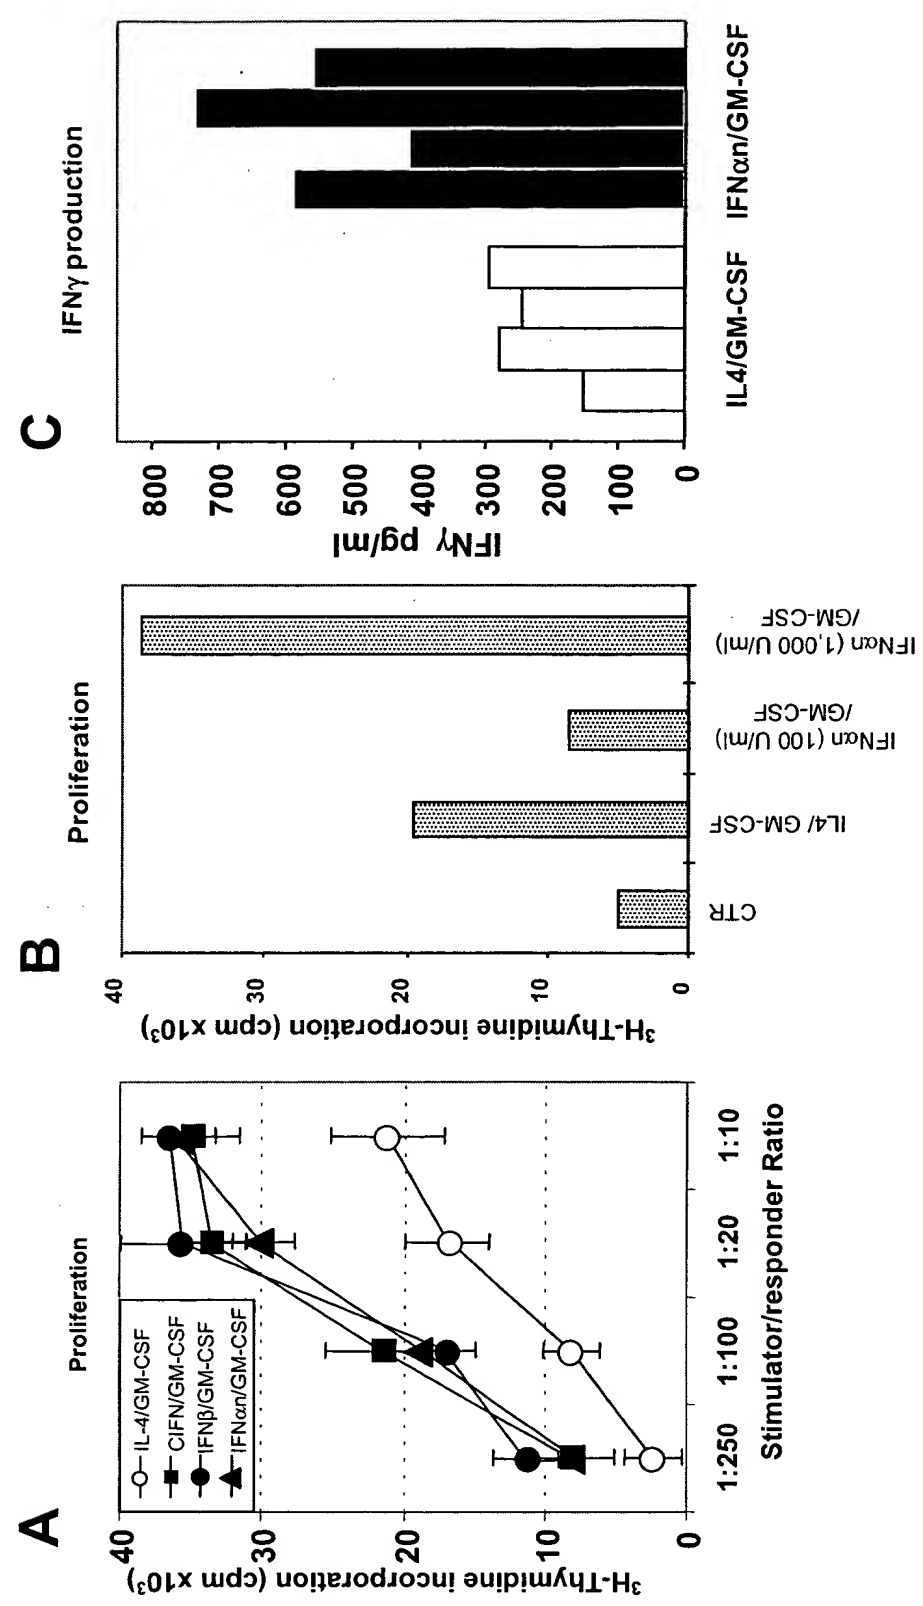 A
Proliferation
³H-Thymidine incorporation (cpm x10³)
40
30
20
10
0
IL-4/GM-CSF
CIFN/GM-CSF
IFNβ/GM-CSF
IFNαn/GM-CSF
1:250
1:100
1:20
1:10
Stimulator/responder Ratio
B
Proliferation
³H-Thymidine incorporation (cpm x10³)
40
30
20
10
0
CTR
IL4/ GM-CSF
IFNαn (100 U/ml)
/GM-CSF
IFNαn (1,000 U/ml)
/GM-CSF
C
IFNγ production
IFNγ pg/ml
800
700
600
500
400
300
200
100
0
IL4/GM-CSF
IFNαn/GM-CSF